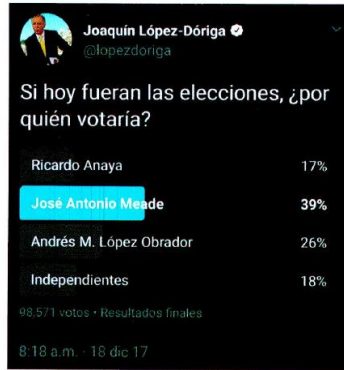 Joaquín López-Dóriga
@lopezdoriga
Si hoy fueran las elecciones, ¿por
quién votaría?
Ricardo Anaya 17%
José Antonio Meade 39%
Andrés M. López Obrador 26%
Independientes 18%
98,571 votos • Resultados finales
8:18 a.m. · 18 dic 17